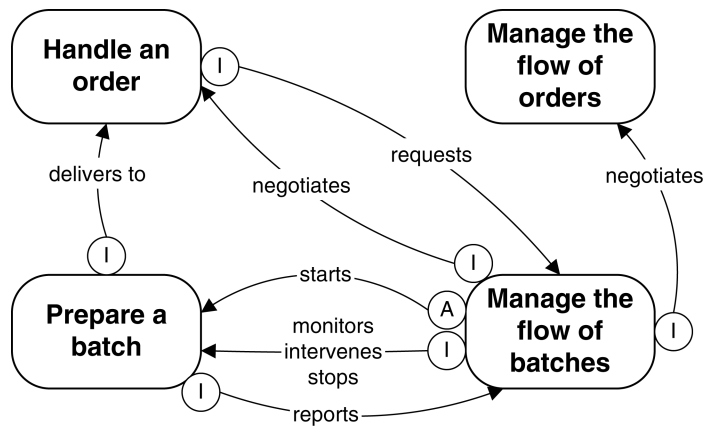 Handle an
order
I
Manage the
flow of
orders
requests
delivers to
negotiates
negotiates
I
I
starts
A
Prepare a
batch
monitors
intervenes
stops
I
Manage the
flow of
batches
I
I
reports